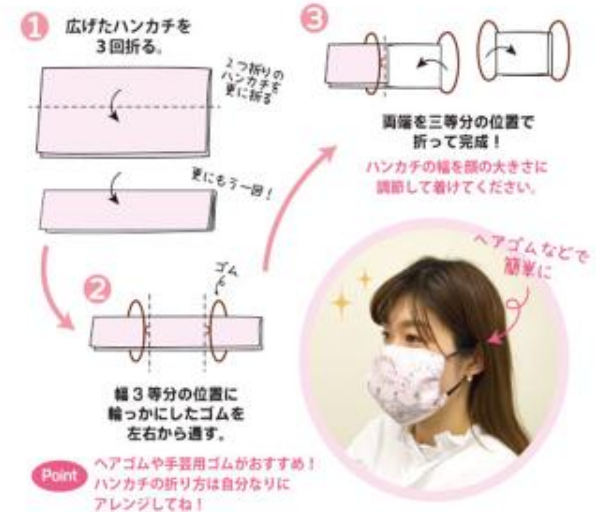 1
広げたハンカチを
3回折る。
2つ折りの
ハンカチを
更に折る
更にもう一回！
2
ゴム
幅3等分の位置に
輪っかにしたゴムを
左右から通す。
Point
ヘアゴムや手芸用ゴムがおすすめ！
ハンカチの折り方は自分なりに
アレンジしてね！
3
両端を三等分の位置で
折って完成！
ハンカチの幅を顔の大きさに
調節して着けてください。
ヘアゴムなどで
簡単に